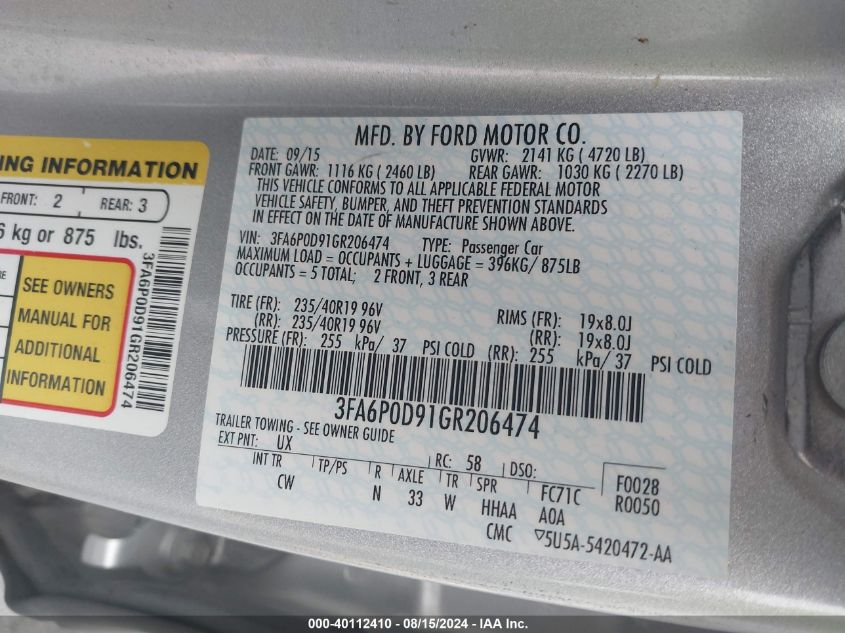 ING INFORMATION
FRONT: 2 REAR: 3
kg or 875 lbs.
SEE OWNERS
MANUAL FOR
ADDITIONAL
INFORMATION
3FA6P0D91GR206474
MFD. BY FORD MOTOR CO.
DATE: 09/15 GVWR: 2141 KG ( 4720 LB)
FRONT GAWR: 1116 KG ( 2460 LB) REAR GAWR: 1030 KG ( 2270 LB)
THIS VEHICLE CONFORMS TO ALL APPLICABLE FEDERAL MOTOR
VEHICLE SAFETY, BUMPER, AND THEFT PREVENTION STANDARDS
IN EFFECT ON THE DATE OF MANUFACTURE SHOWN ABOVE.
VIN: 3FA6P0D91GR206474 TYPE: Passenger Car
MAXIMUM LOAD = OCCUPANTS + LUGGAGE = 396KG/ 875LB
OCCUPANTS = 5 TOTAL; 2 FRONT, 3 REAR
TIRE (FR): 235/40R19 96V RIMS (FR): 19x8.0J
(RR): 235/40R19 96V (RR): 19x8.0J
PRESSURE (FR): 255 kPa/ 37 PSI COLD (RR): 255 kPa/ 37 PSI COLD
3FA6P0D91GR206474
TRAILER TOWING - SEE OWNER GUIDE
EXT PNT: UX RC: 58 DSO: F0028
INT TR TP/PS R AXLE TR SPR FC71C R0050
CW N 33 W HHAA A0A
CMC ▽5U5A-5420472-AA
000-40112410 - 08/15/2024 - IAA Inc.